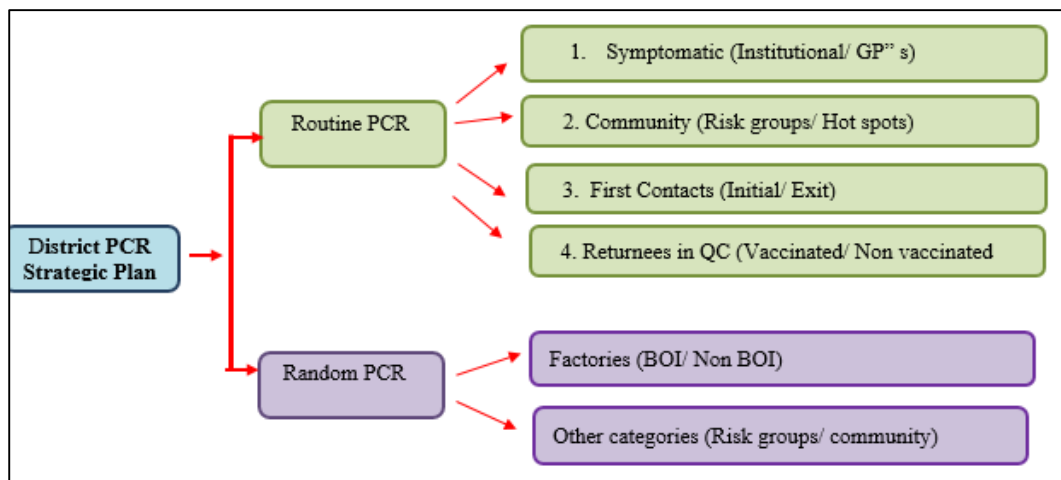 District PCR
Strategic Plan
Routine PCR
1. Symptomatic (Institutional/ GP” s)
2. Community (Risk groups/ Hot spots)
3. First Contacts (Initial/ Exit)
4. Returnees in QC (Vaccinated/ Non vaccinated
Random PCR
Factories (BOI/ Non BOI)
Other categories (Risk groups/ community)